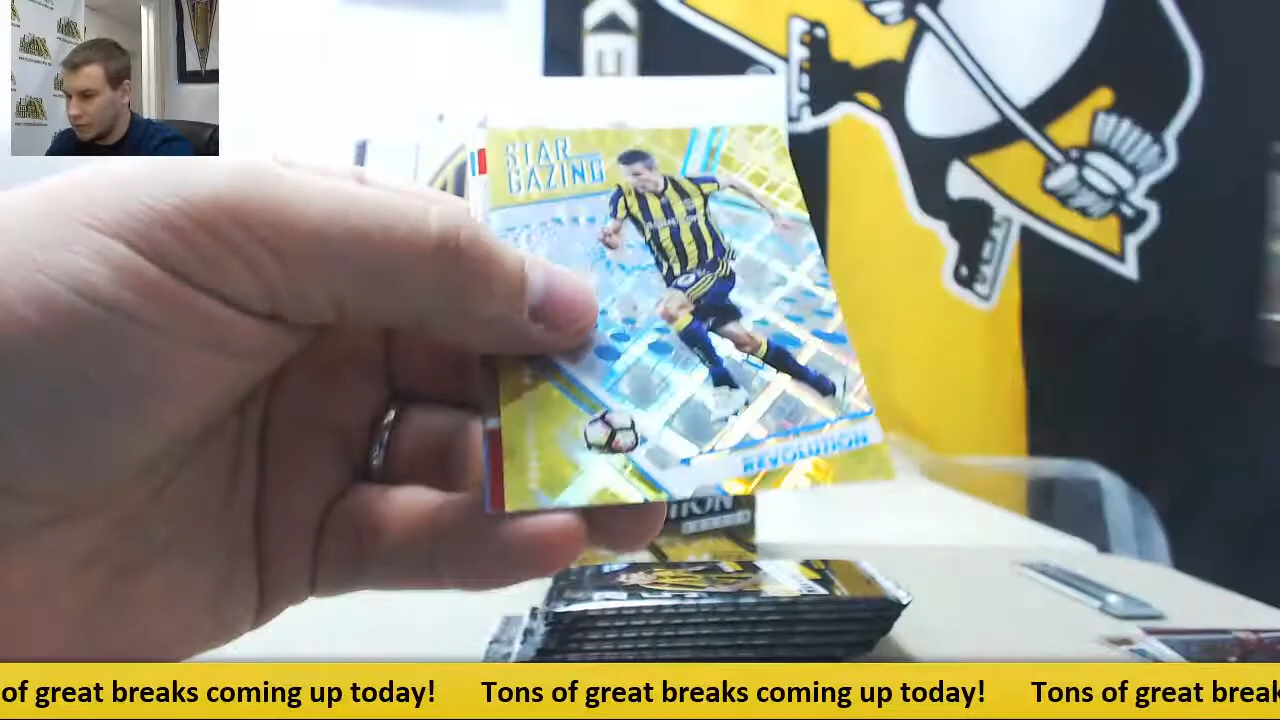 STAR
GAZING
REVOLUTION
of great breaks coming up today! Tons of great breaks coming up today! Tons of great break